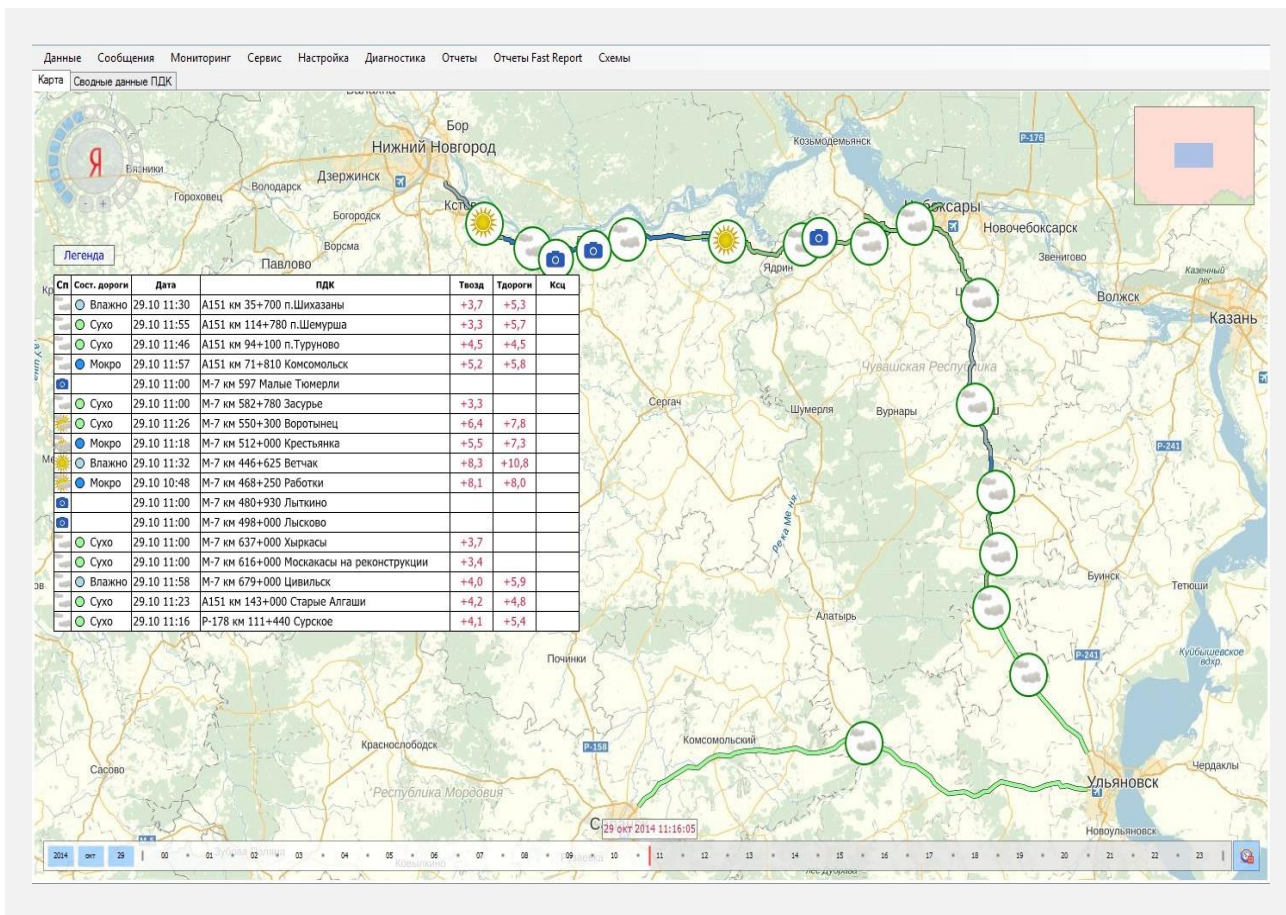 Данные Сообщения Мониторинг Сервис Настройка Диагностика Отчеты Отчеты Fast Report Схемы
Карта Сводные данные ПДК
Бор
Нижний Новгород
Козьмодемьянск
Р-176
Я
Вязники
Дзержинск
Володарск
Гороховец
Богородск
Новочебоксарск
Ворсма
Звенигово
Легенда
Павлово
Ядрин
Казенный
лес
Волжск
Казань
Сп Сост. дороги Дата ПДК Твозд Тдороги Ксц
Влажно 29.10 11:30 А151 км 35+700 п.Шихазаны +3,7 +5,3
Сухо 29.10 11:55 А151 км 114+780 п.Шемурша +3,3 +5,7
Сухо 29.10 11:46 А151 км 94+100 п.Туруново +4,5 +4,5
Мокро 29.10 11:57 А151 км 71+810 Комсомольск +5,2 +5,8
29.10 11:00 М-7 км 597 Малые Тюмерли
Сухо 29.10 11:00 М-7 км 582+780 Засурье +3,3
Сухо 29.10 11:26 М-7 км 550+300 Воротынец +6,4 +7,8
Мокро 29.10 11:18 М-7 км 512+000 Крестьянка +5,5 +7,3
Влажно 29.10 11:32 М-7 км 446+625 Ветчак +8,3 +10,8
Мокро 29.10 10:48 М-7 км 468+250 Работки +8,1 +8,0
29.10 11:00 М-7 км 480+930 Лыткино
29.10 11:00 М-7 км 498+000 Лысково
Сухо 29.10 11:00 М-7 км 637+000 Хыркасы +3,7
Сухо 29.10 11:00 М-7 км 616+000 Москакасы на реконструкции +3,4
Влажно 29.10 11:58 М-7 км 679+000 Цивильск +4,0 +5,9
Сухо 29.10 11:23 А151 км 143+000 Старые Алгаши +4,2 +4,8
Сухо 29.10 11:16 Р-178 км 111+440 Сурское +4,1 +5,4
Чувашская Республика
Сергач
Шумерля
Вурнары
Р-241
река Меня
Буинск
Тетюши
Алатырь
Починки
Р-241
Куйбышевское
вдхр.
Краснослободск
Р-158
Комсомольский
Сасово
Республика Мордовия
Ульяновск
Чердаклы
29 окт 2014 11:16:05
Новоульяновск
2014 окт 29 00 01 02 03 04 05 06 07 08 09 10 11 12 13 14 15 16 17 18 19 20 21 22 23
Ковылкино